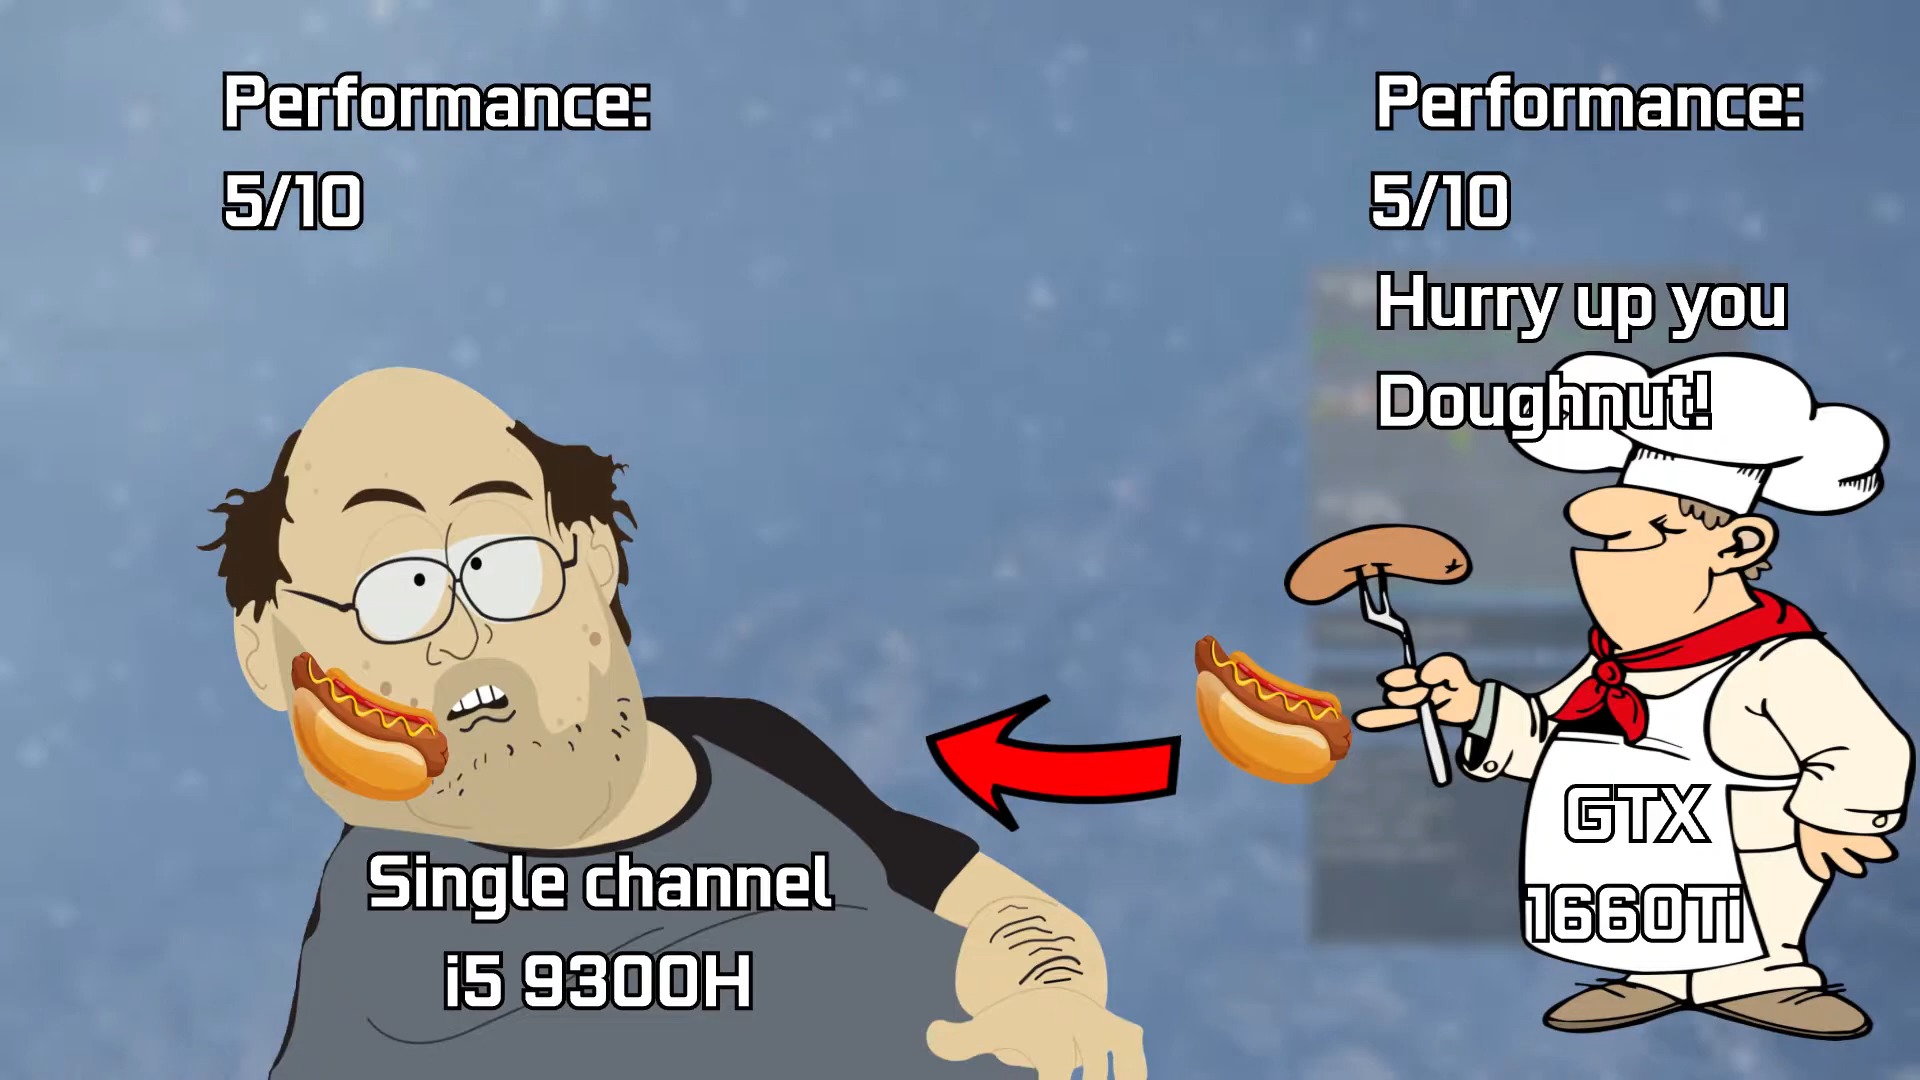 Performance:
5/10
Performance:
5/10
Hurry up you
Doughnut!
Single channel
i5 9300H
GTX
1660Ti